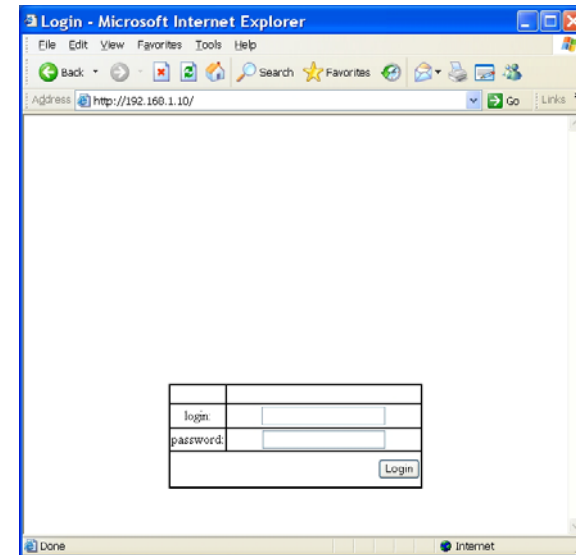 Login - Microsoft Internet Explorer
File Edit View Favorites Tools Help
Back Search Favorites
Address http://192.168.1.10/ Go Links
login:
password:
Login
Done Internet